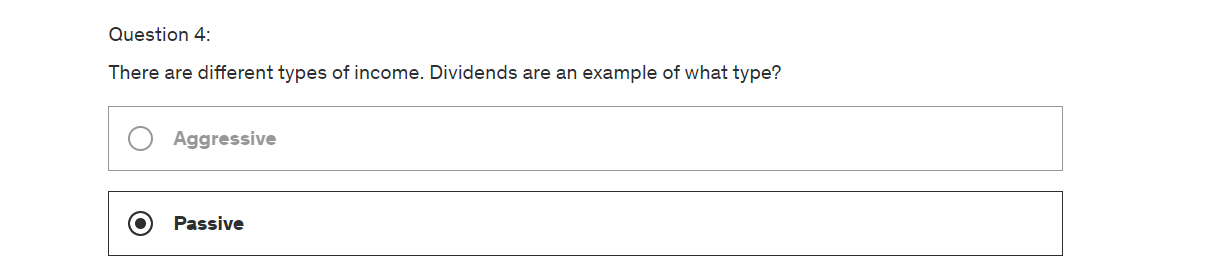 Question 4:
There are different types of income. Dividends are an example of what type?
Aggressive
Passive